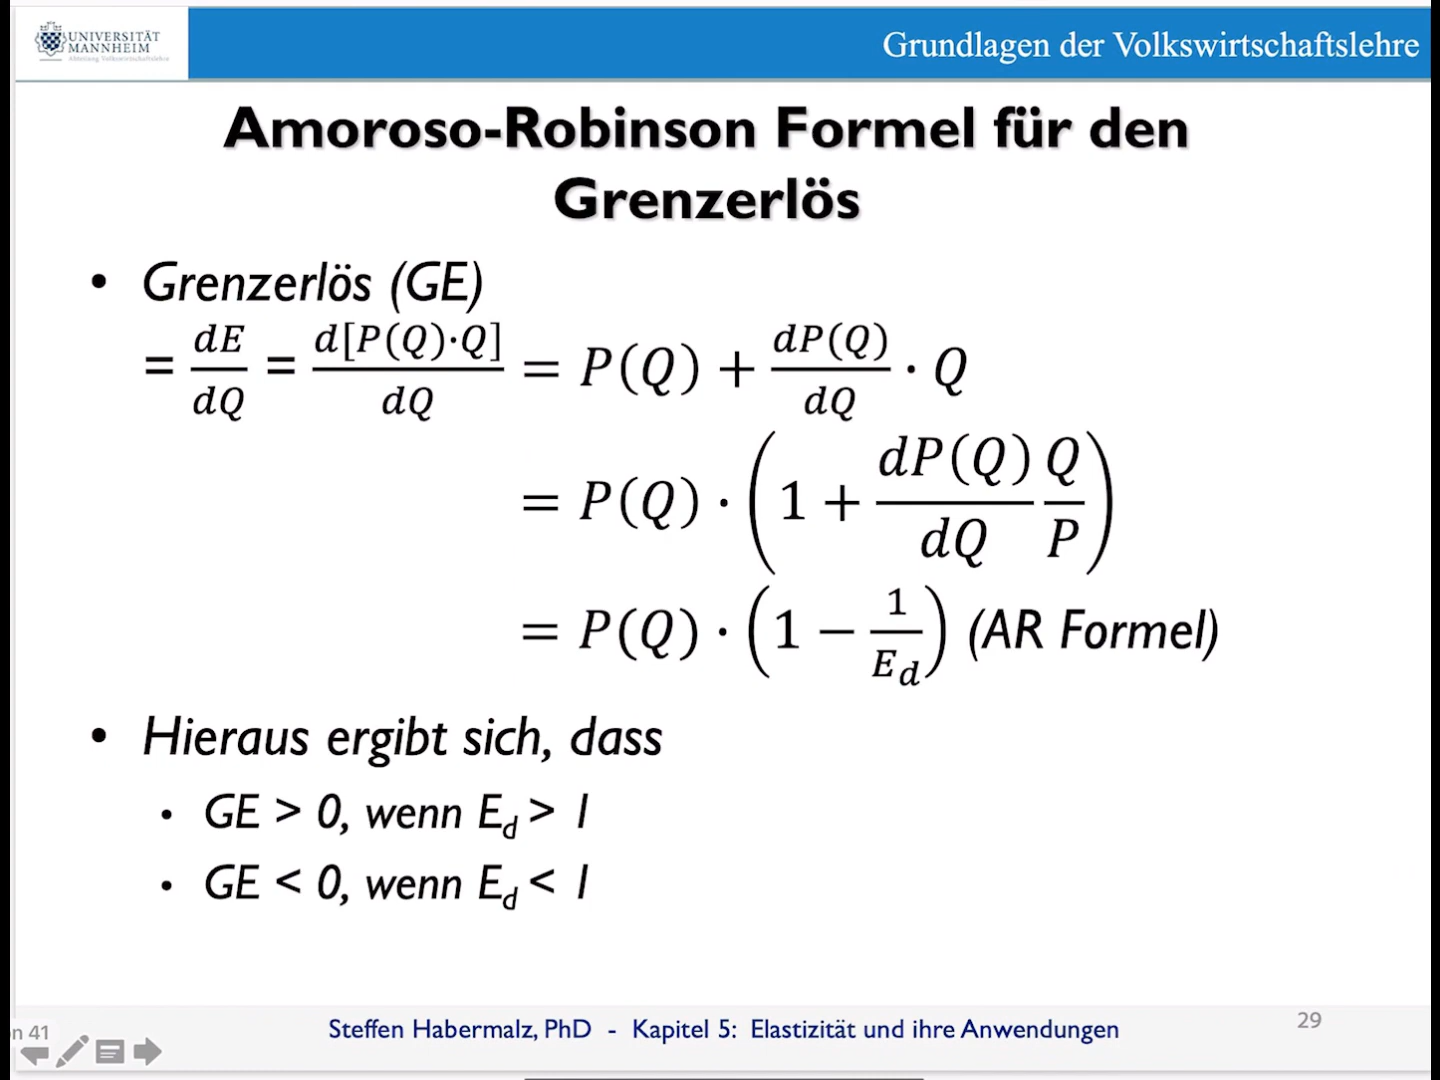 UNIVERSITÄT
MANNHEIM
Abteilung Volkswirtschaftslehre
Grundlagen der Volkswirtschaftslehre
Amoroso-Robinson Formel für den
Grenzerlös
• Grenzerlös (GE)
= dE/dQ = d[P(Q)·Q]/dQ = P(Q) + dP(Q)/dQ · Q
= P(Q) · (1 + dP(Q)/dQ Q/P)
= P(Q) · (1 − 1/E_d) (AR Formel)
• Hieraus ergibt sich, dass
• GE > 0, wenn E_d > 1
• GE < 0, wenn E_d < 1
n 41
Steffen Habermalz, PhD - Kapitel 5: Elastizität und ihre Anwendungen
29